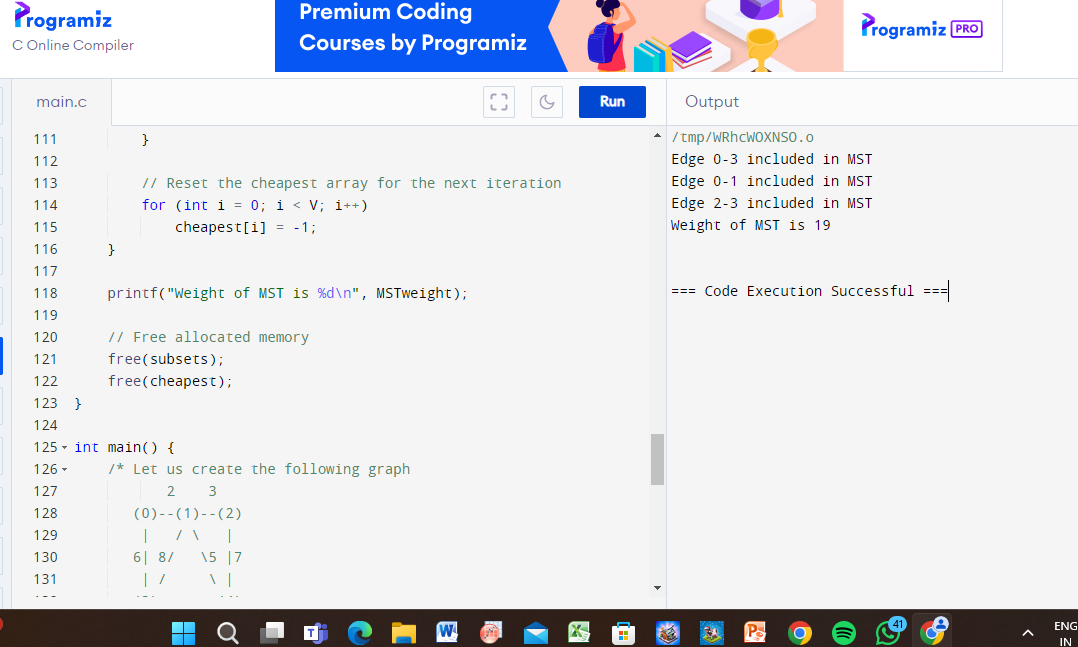 Programiz
C Online Compiler
Premium Coding
Courses by Programiz
Programiz PRO
main.c
Run
Output
111 }
112
113 // Reset the cheapest array for the next iteration
114 for (int i = 0; i < V; i++)
115 cheapest[i] = -1;
116 }
117
118 printf("Weight of MST is %d\n", MSTweight);
119
120 // Free allocated memory
121 free(subsets);
122 free(cheapest);
123 }
124
125 int main() {
126 /* Let us create the following graph
127 2 3
128 (0)--(1)--(2)
129 | / \ |
130 6| 8/ \5 |7
131 | / \ |
/tmp/WRhcWOXNSO.o
Edge 0-3 included in MST
Edge 0-1 included in MST
Edge 2-3 included in MST
Weight of MST is 19
=== Code Execution Successful ===
41
ENG
IN